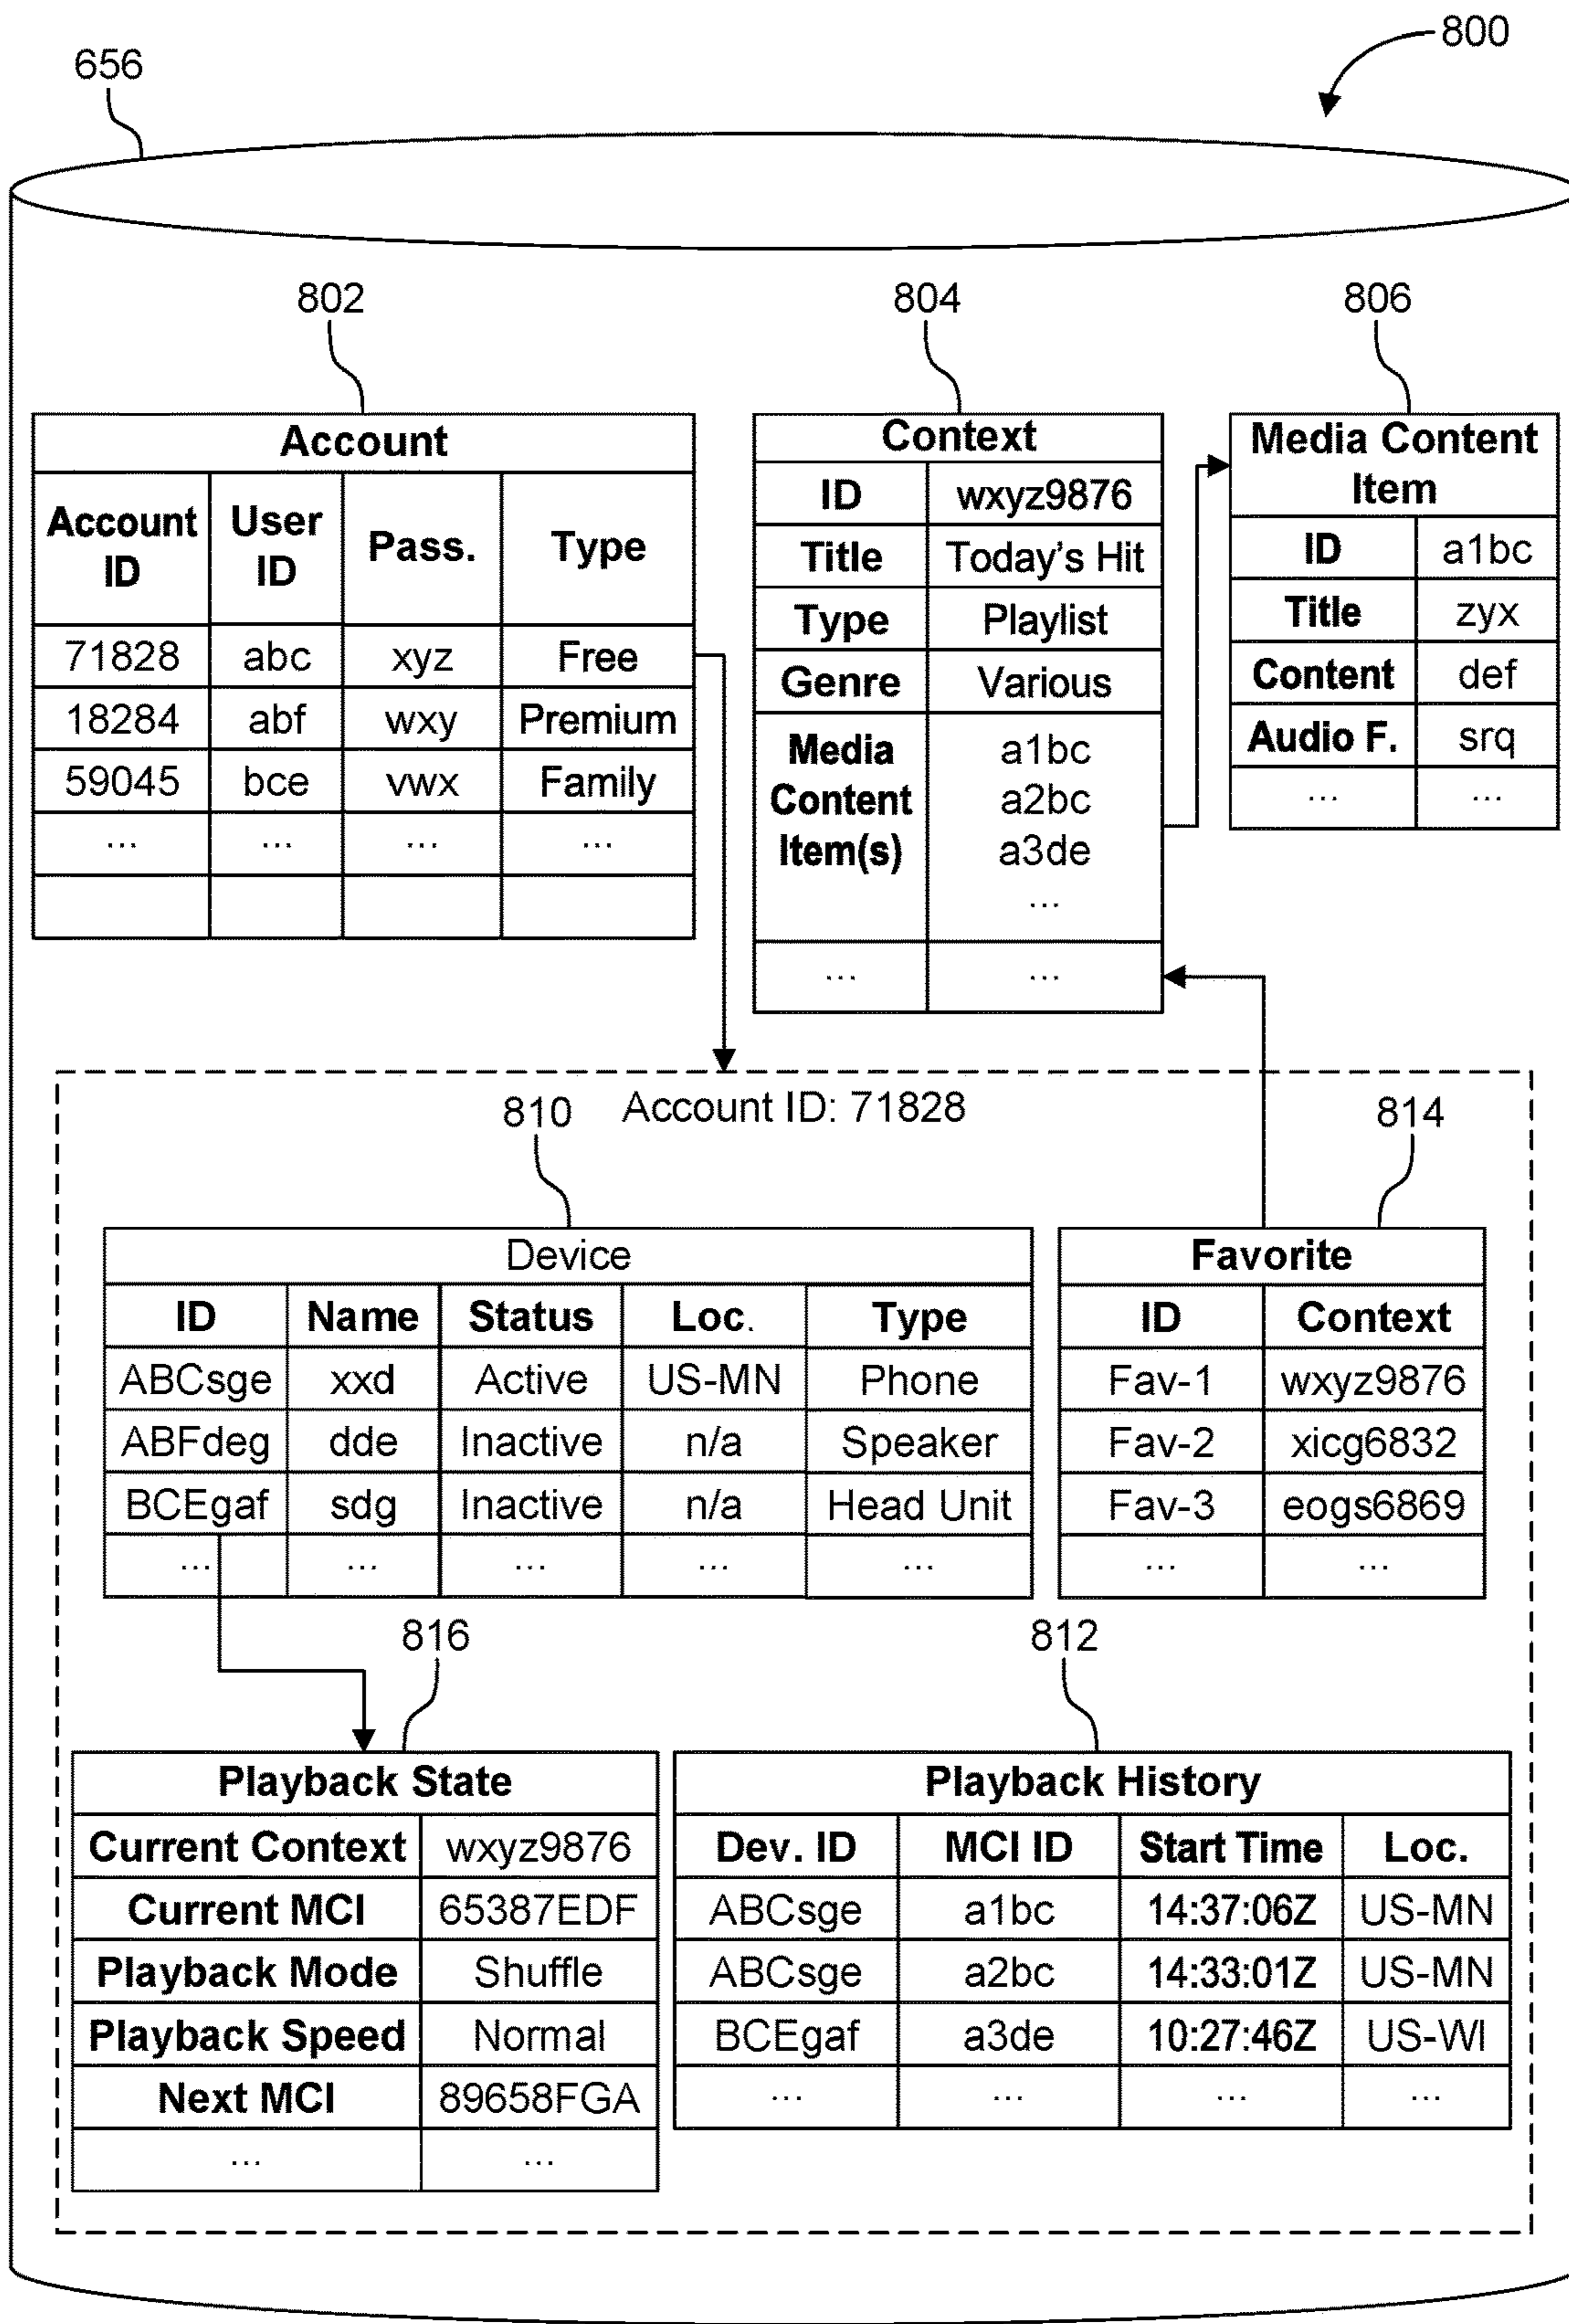 800
656
802
804
806
Account
Account ID User ID Pass. Type
71828 abc xyz Free
18284 abf wxy Premium
59045 bce vwx Family
... ... ... ...
Context
ID wxyz9876
Title Today's Hit
Type Playlist
Genre Various
Media Content Item(s) a1bc
a2bc
a3de
...
... ...
Media Content
Item
ID a1bc
Title zyx
Content def
Audio F. srq
... ...
Account ID: 71828
810
814
Device
ID Name Status Loc. Type
ABCsge xxd Active US-MN Phone
ABFdeg dde Inactive n/a Speaker
BCEgaf sdg Inactive n/a Head Unit
... ... ... ... ...
Favorite
ID Context
Fav-1 wxyz9876
Fav-2 xicg6832
Fav-3 eogs6869
... ...
816
812
Playback State
Current Context wxyz9876
Current MCI 65387EDF
Playback Mode Shuffle
Playback Speed Normal
Next MCI 89658FGA
... ...
Playback History
Dev. ID MCI ID Start Time Loc.
ABCsge a1bc 14:37:06Z US-MN
ABCsge a2bc 14:33:01Z US-MN
BCEgaf a3de 10:27:46Z US-WI
... ... ... ...